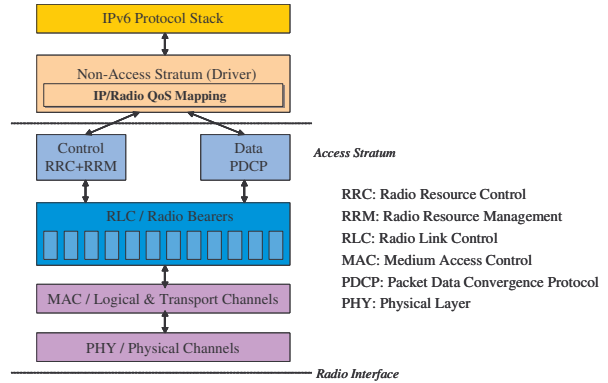 IPv6 Protocol Stack
Non-Access Stratum (Driver)
IP/Radio QoS Mapping
Control
RRC+RRM
Data
PDCP
Access Stratum
RLC / Radio Bearers
MAC / Logical & Transport Channels
PHY / Physical Channels
Radio Interface
RRC: Radio Resource Control
RRM: Radio Resource Management
RLC: Radio Link Control
MAC: Medium Access Control
PDCP: Packet Data Convergence Protocol
PHY: Physical Layer